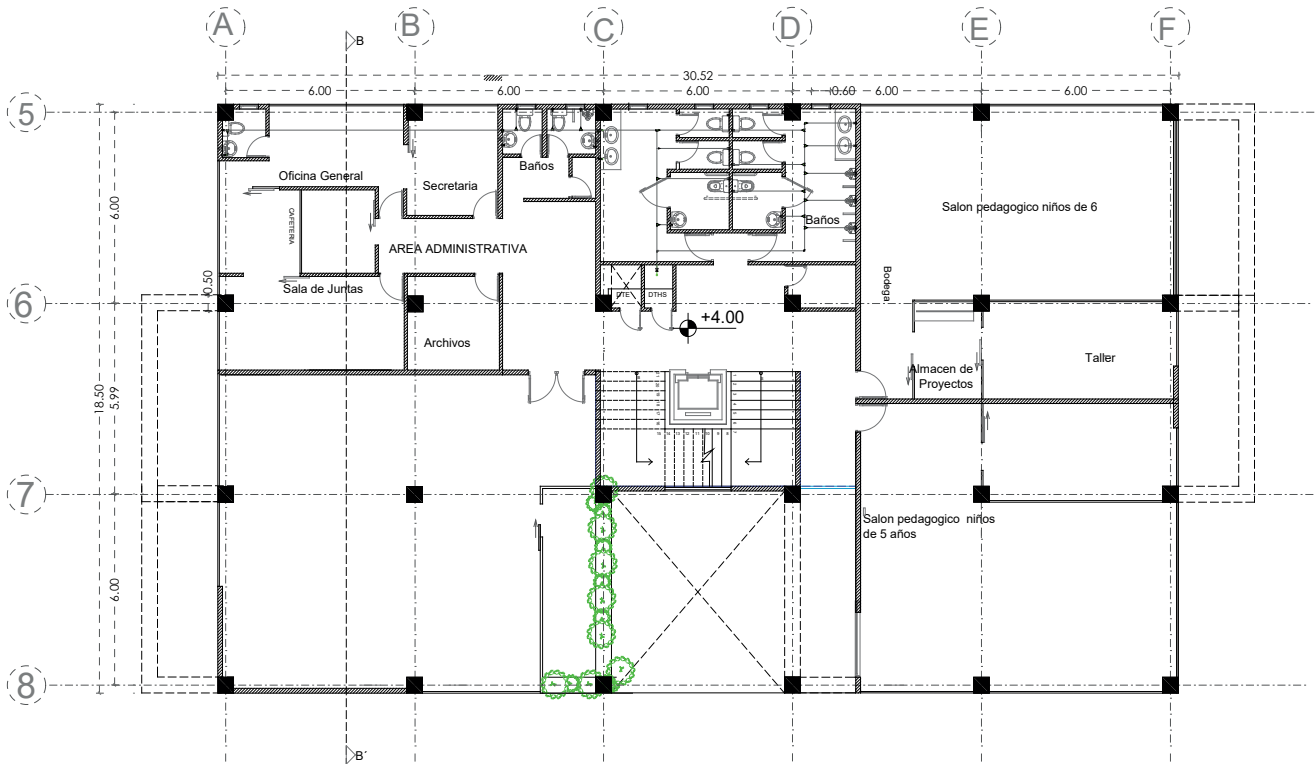 A
B
C
D
E
F
B
30.52
6.00
6.00
6.00
0.60
6.00
6.00
5
Baños
Oficina General
Secretaria
6.00
Salon pedagogico niños de 6
CAFETERIA
Baños
AREA ADMINISTRATIVA
0.50
Sala de Juntas
Bodega
DTE
DTHS
6
+4.00
Archivos
Taller
Almacen de
Proyectos
18.50
5.99
7
Salon pedagogico niños
de 5 años
6.00
8
B´